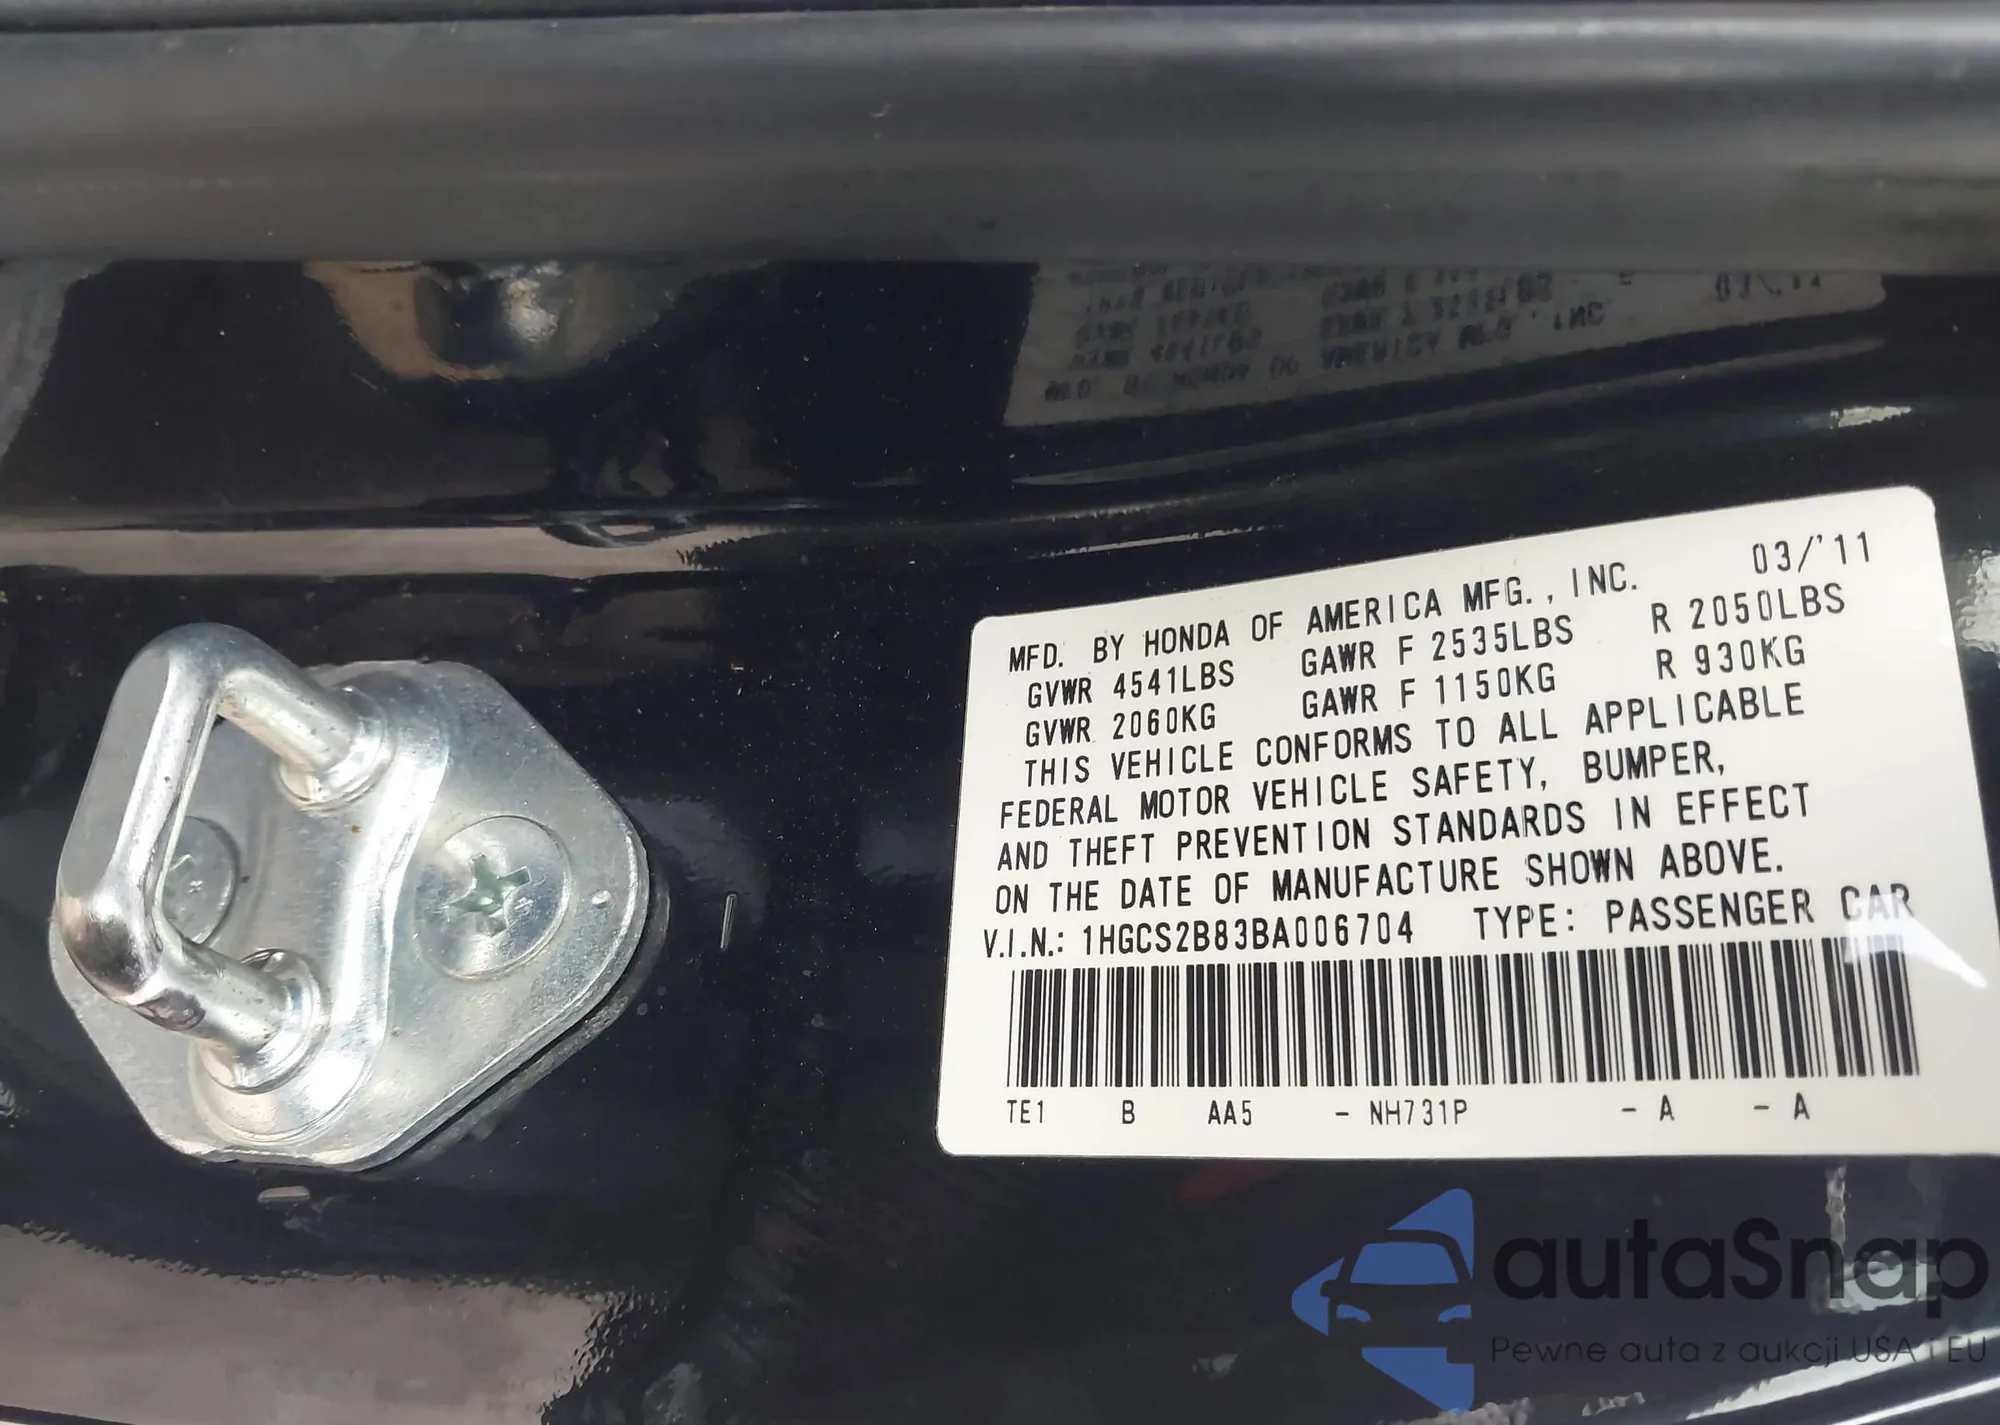 MFD. BY HONDA OF AMERICA MFG., INC. 03/'11
GVWR 4541LBS GAWR F 2535LBS R 2050LBS
GVWR 2060KG GAWR F 1150KG R 930KG
THIS VEHICLE CONFORMS TO ALL APPLICABLE
FEDERAL MOTOR VEHICLE SAFETY, BUMPER,
AND THEFT PREVENTION STANDARDS IN EFFECT
ON THE DATE OF MANUFACTURE SHOWN ABOVE.
V.I.N.: 1HGCS2B83BA006704 TYPE: PASSENGER CAR
TE1 B AA5 - NH731P - A - A
autaSnap
Pewne auta z aukcji USA i EU